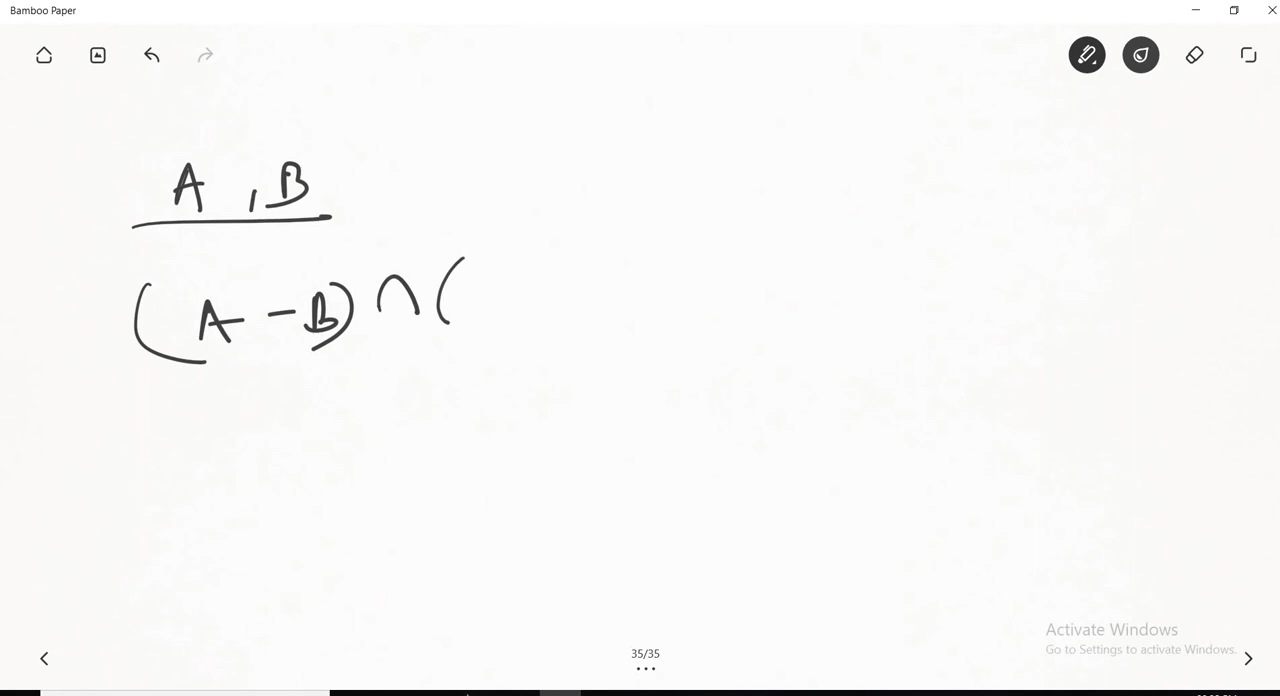 Bamboo Paper
A , B
(A - B) ∩ (
35/35
Activate Windows
Go to Settings to activate Windows.